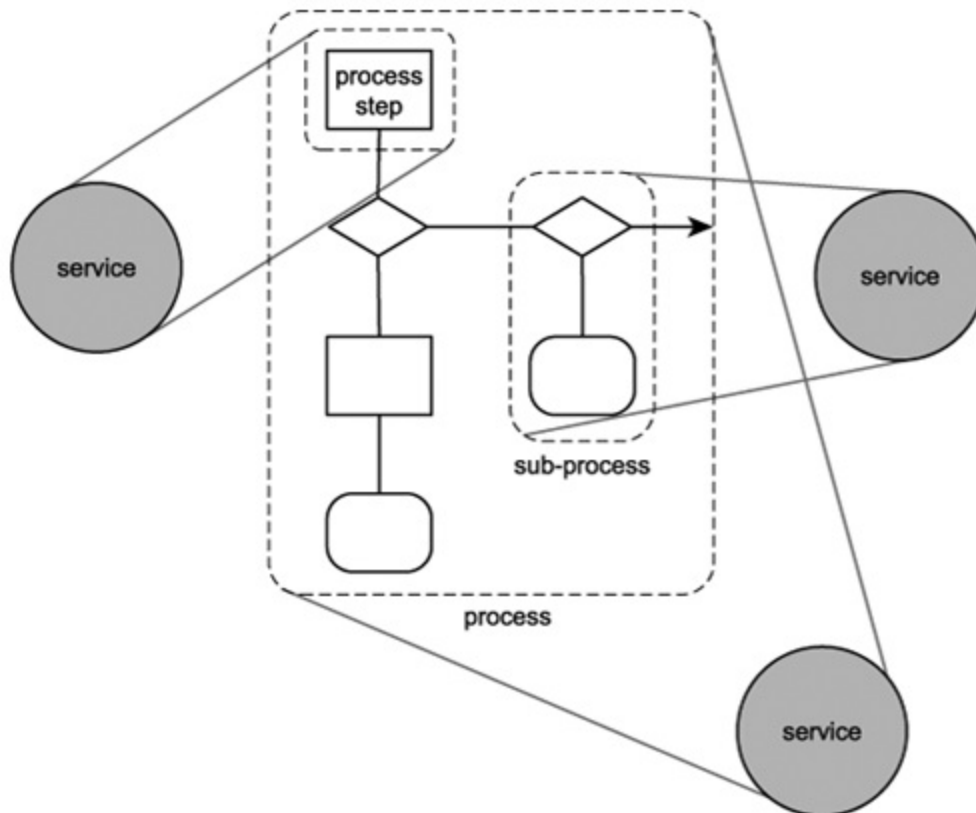 process
step
service
service
sub-process
process
service